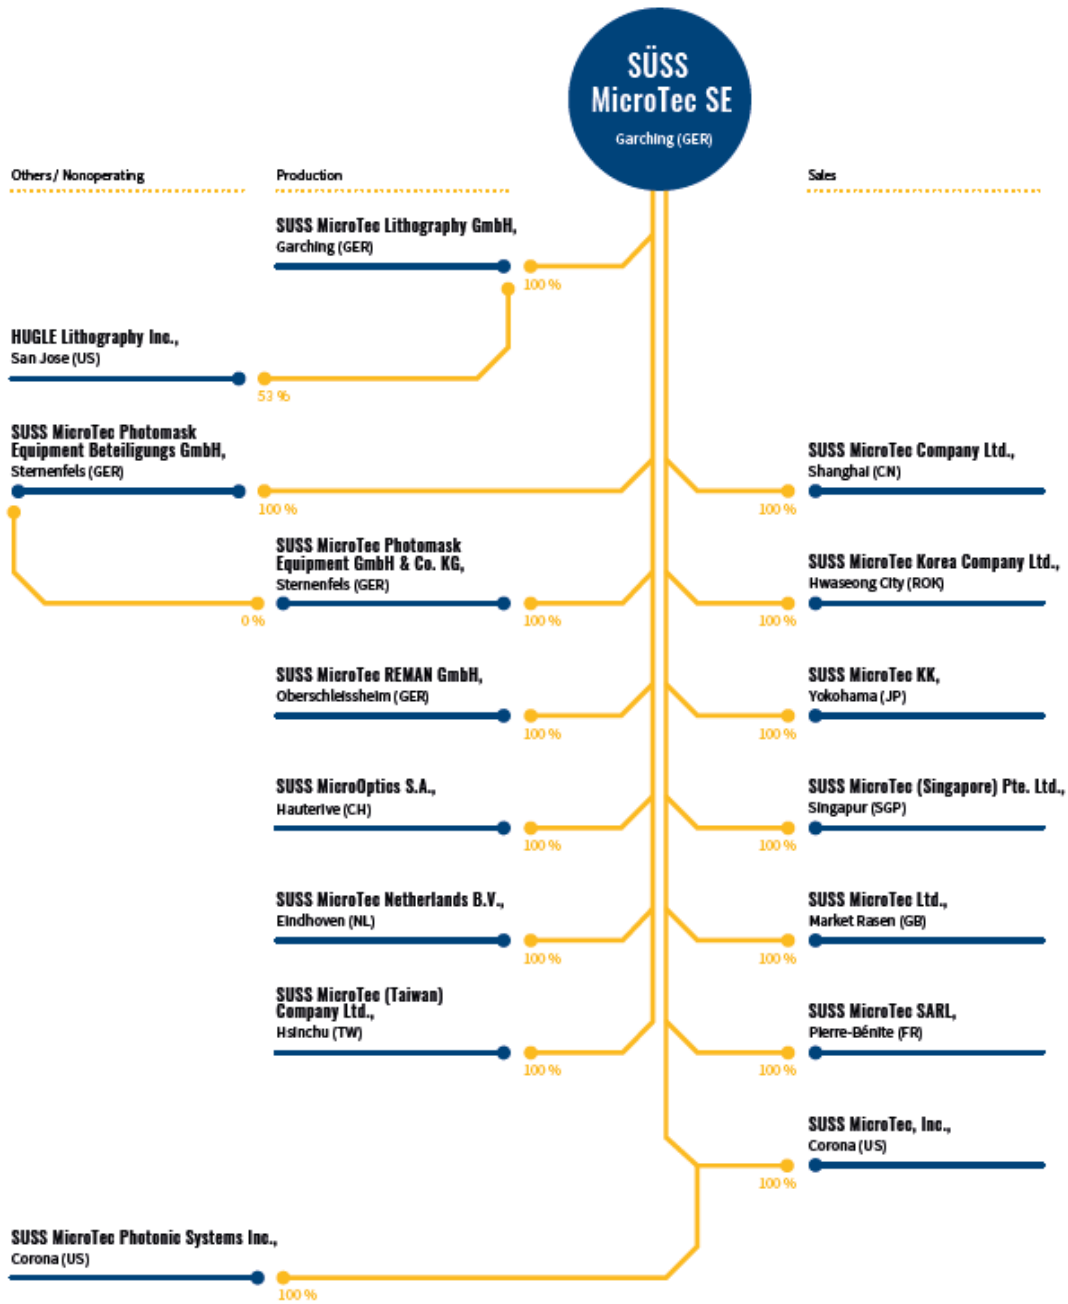 SÜSS
MicroTec SE
Garching (GER)
Others / Nonoperating
Production
Sales
SUSS MicroTec Lithography GmbH,
Garching (GER)
100 %
HUGLE Lithography Inc.,
San Jose (US)
53 %
SUSS MicroTec Photomask
Equipment Beteiligungs GmbH,
Sternenfels (GER)
100 %
SUSS MicroTec Company Ltd.,
Shanghai (CN)
100 %
SUSS MicroTec Photomask
Equipment GmbH & Co. KG,
Sternenfels (GER)
0 %
100 %
SUSS MicroTec Korea Company Ltd.,
Hwaseong City (ROK)
100 %
SUSS MicroTec REMAN GmbH,
Oberschleissheim (GER)
100 %
SUSS MicroTec KK,
Yokohama (JP)
100 %
SUSS MicroOptics S.A.,
Hauterive (CH)
100 %
SUSS MicroTec (Singapore) Pte. Ltd.,
Singapur (SGP)
100 %
SUSS MicroTec Netherlands B.V.,
Eindhoven (NL)
100 %
SUSS MicroTec Ltd.,
Market Rasen (GB)
100 %
SUSS MicroTec (Taiwan)
Company Ltd.,
Hsinchu (TW)
100 %
SUSS MicroTec SARL,
Pierre-Bénite (FR)
100 %
SUSS MicroTec, Inc.,
Corona (US)
100 %
SUSS MicroTec Photonic Systems Inc.,
Corona (US)
100 %